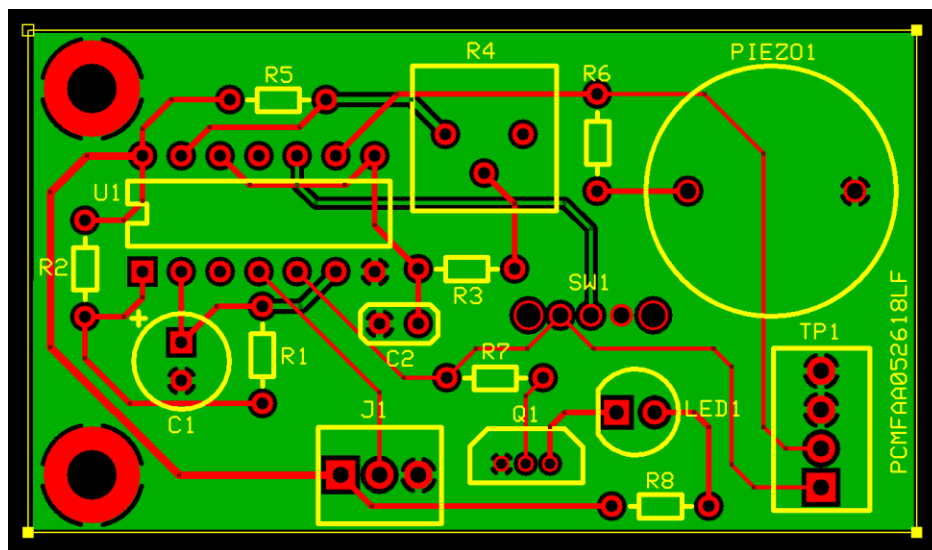 R4
PIEZO1
R5
R6
U1
R2
R3
SW1
+
C2
R1
R7
TP1
C1
J1
Q1
LED1
R8
PCMFAA052618LF